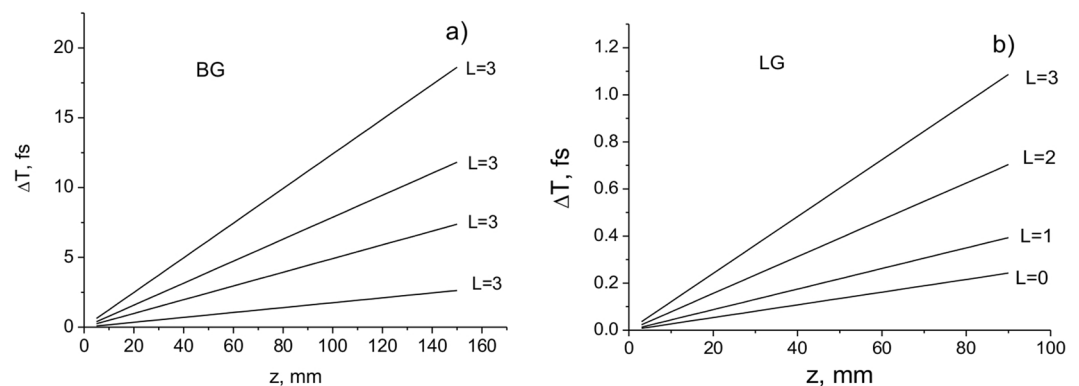 a)
BG
L=3
L=3
L=3
L=3
ΔT, fs
20
15
10
5
0
0 20 40 60 80 100 120 140 160
z, mm
b)
LG
L=3
L=2
L=1
L=0
ΔT, fs
1.2
1.0
0.8
0.6
0.4
0.2
0.0
0 20 40 60 80 100
z, mm